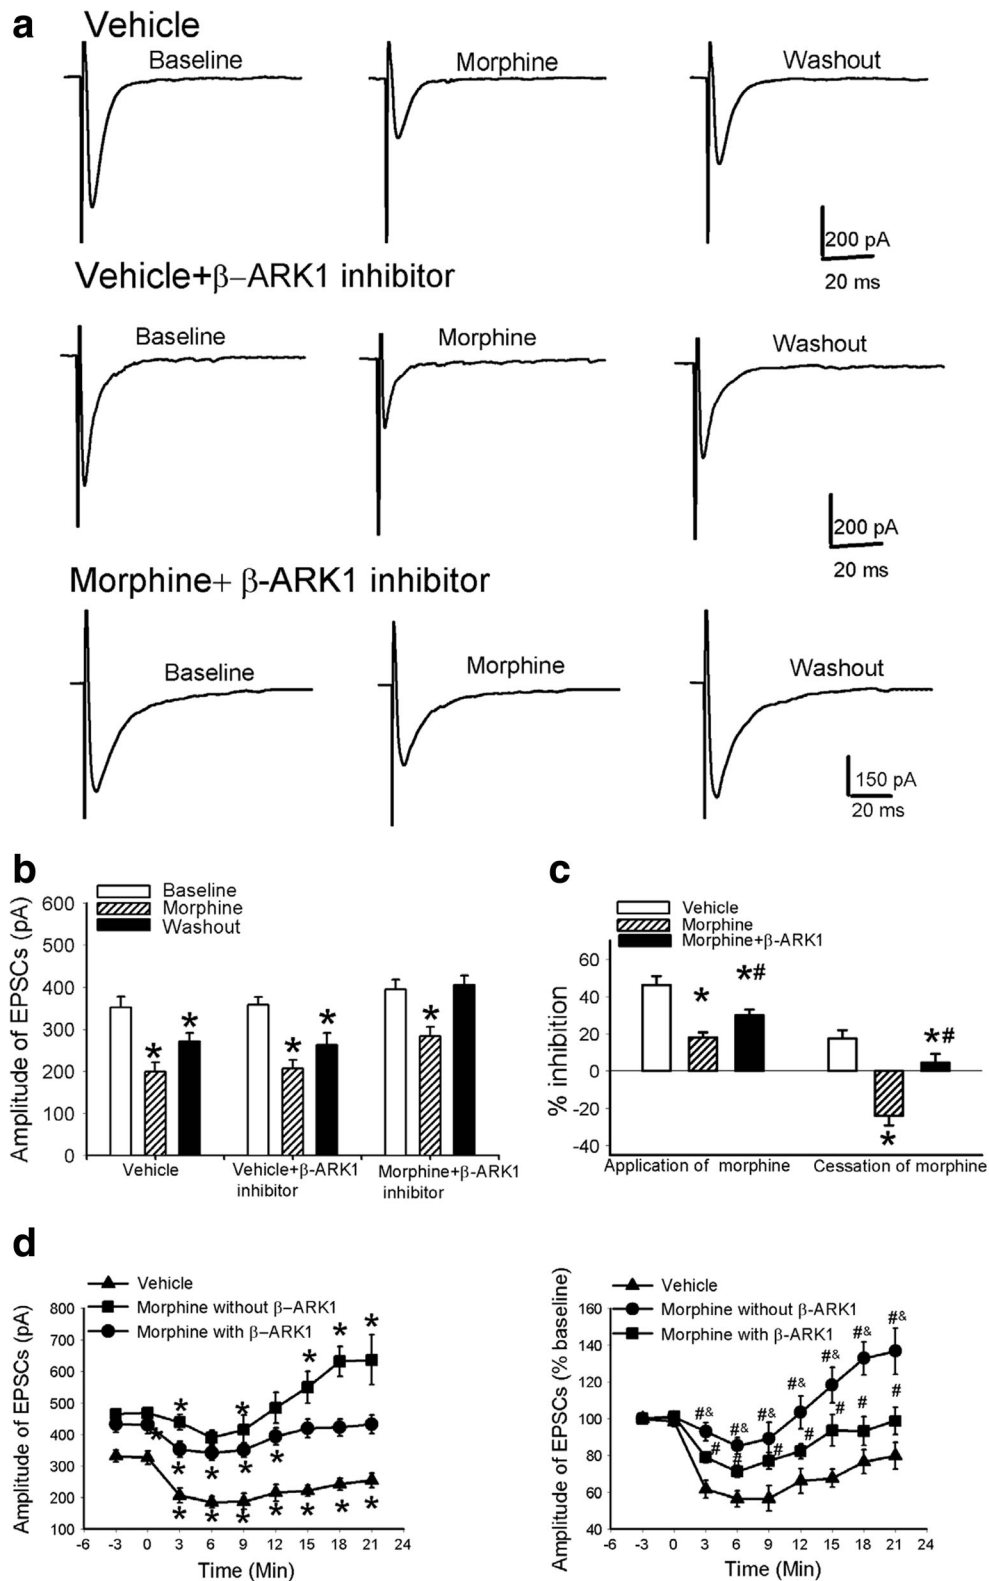 a
Vehicle
Baseline
Morphine
Washout
200 pA
20 ms
Vehicle+β–ARK1 inhibitor
Baseline
Morphine
Washout
200 pA
20 ms
Morphine+ β-ARK1 inhibitor
Baseline
Morphine
Washout
150 pA
20 ms
b
Baseline
Morphine
Washout
Amplitude of EPSCs (pA)
600
500
400
300
200
100
0
* * * * *
Vehicle
Vehicle+β-ARK1 inhibitor
Morphine+β-ARK1 inhibitor
c
Vehicle
Morphine
Morphine+β-ARK1
% inhibition
60
40
20
0
-20
-40
* *# * *#
Application of morphine
Cessation of morphine
d
Vehicle
Morphine without β–ARK1
Morphine with β–ARK1
Amplitude of EPSCs (pA)
800
700
600
500
400
300
200
100
* * * * *
* * * * *
* * * * * * *
-6 -3 0 3 6 9 12 15 18 21 24
Time (Min)
Vehicle
Morphine without β-ARK1
Morphine with β-ARK1
Amplitude of EPSCs (% baseline)
160
140
120
100
80
60
40
#& #& #& #& #& #& #&
# # # # # # #
-6 -3 0 3 6 9 12 15 18 21 24
Time (Min)